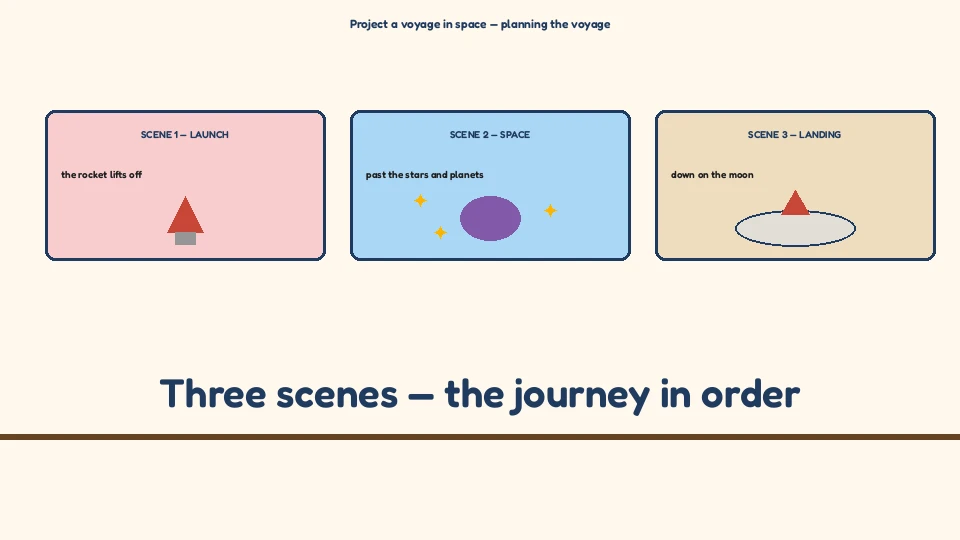 Project a voyage in space — planning the voyage
SCENE 1 — LAUNCH
the rocket lifts off
SCENE 2 — SPACE
past the stars and planets
SCENE 3 — LANDING
down on the moon
Three scenes — the journey in order